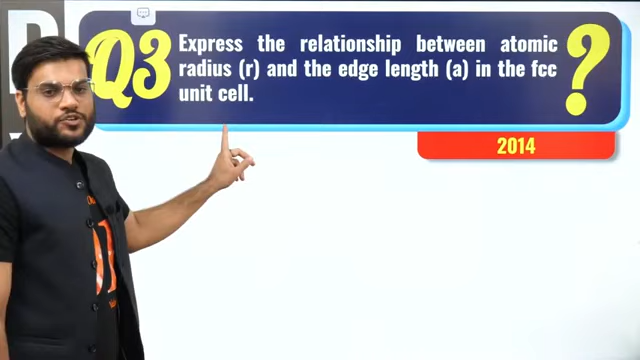 Q3
Express the relationship between atomic
radius (r) and the edge length (a) in the fcc
unit cell.
?
2014